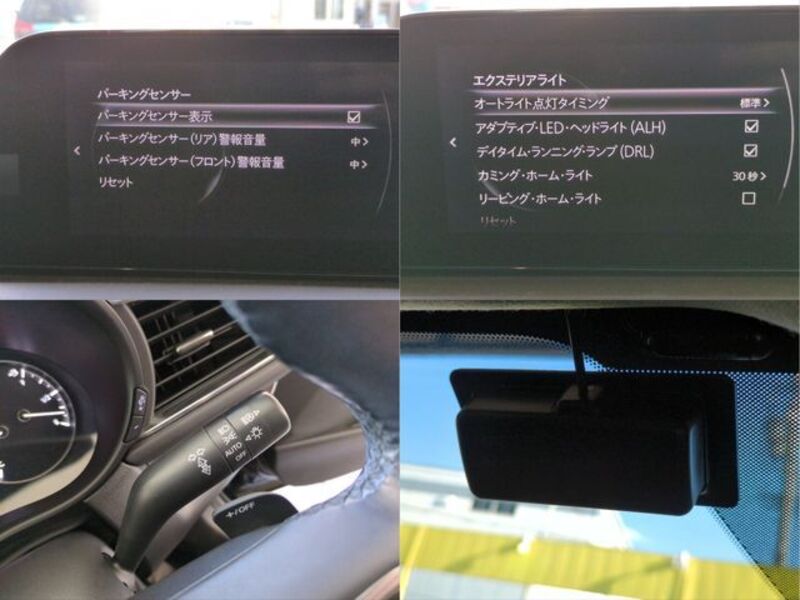 パーキングセンサー
パーキングセンサー表示
パーキングセンサー(リア)警報音量 中
パーキングセンサー(フロント)警報音量 中
リセット
エクステリアライト
オートライト点灯タイミング 標準
アダプティブ・LED・ヘッドライト(ALH)
デイタイム・ランニング・ランプ(DRL)
カミング・ホーム・ライト 30秒
リービング・ホーム・ライト
リセット
AUTO
OFF
+/OFF